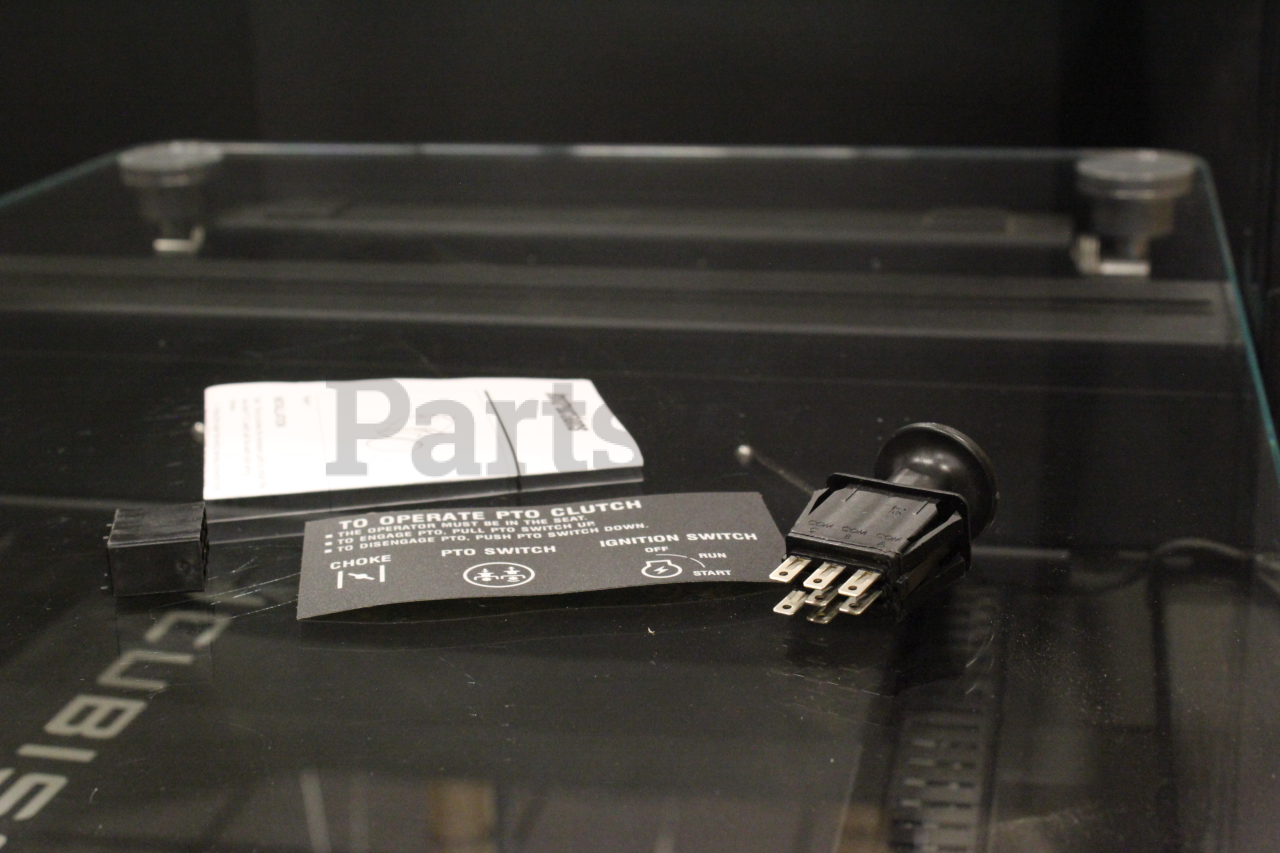 Parts
TO OPERATE PTO CLUTCH
▪ THE OPERATOR MUST BE IN THE SEAT.
▪ TO ENGAGE PTO, PULL PTO SWITCH UP.
▪ TO DISENGAGE PTO, PUSH PTO SWITCH DOWN.
CHOKE
PTO SWITCH
IGNITION SWITCH
OFF
RUN
START
COM COM COM
CUBIS